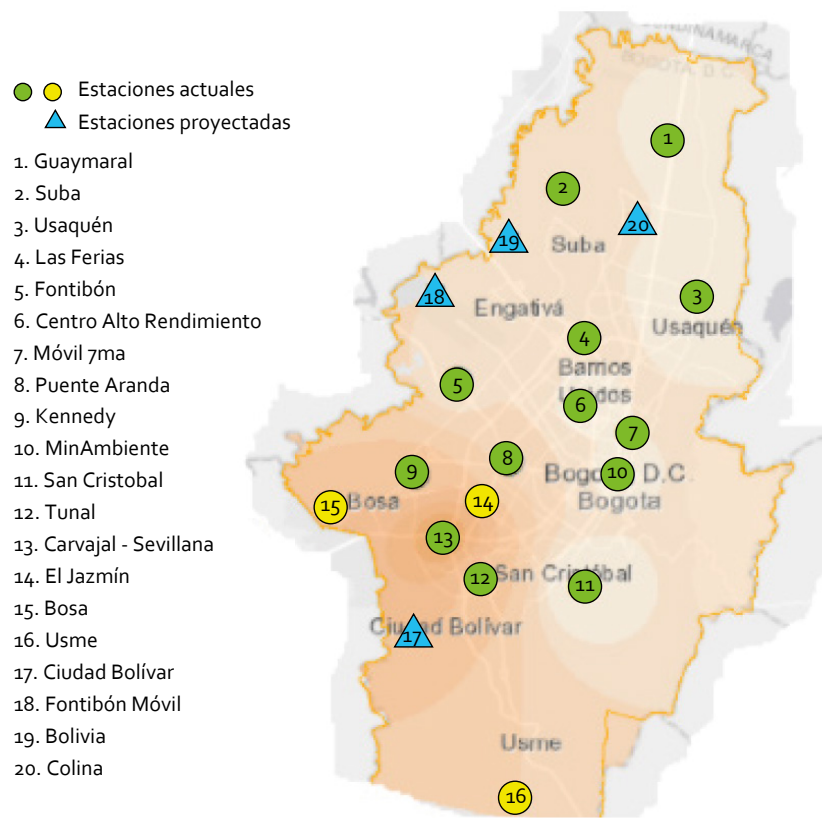 Estaciones actuales
Estaciones proyectadas
1. Guaymaral
2. Suba
3. Usaquén
4. Las Ferias
5. Fontibón
6. Centro Alto Rendimiento
7. Móvil 7ma
8. Puente Aranda
9. Kennedy
10. MinAmbiente
11. San Cristobal
12. Tunal
13. Carvajal - Sevillana
14. El Jazmín
15. Bosa
16. Usme
17. Ciudad Bolívar
18. Fontibón Móvil
19. Bolivia
20. Colina
CUNDINAMARCA
BOGOTA, D.C.
1
2
20
19
Suba
18
Engativá
3
Usaquén
4
Barrios
Unidos
5
6
7
8
9
10
Bogotá D.C.
Bogota
14
15
Bosa
13
12
San Cristóbal
11
Ciudad Bolívar
17
Usme
16